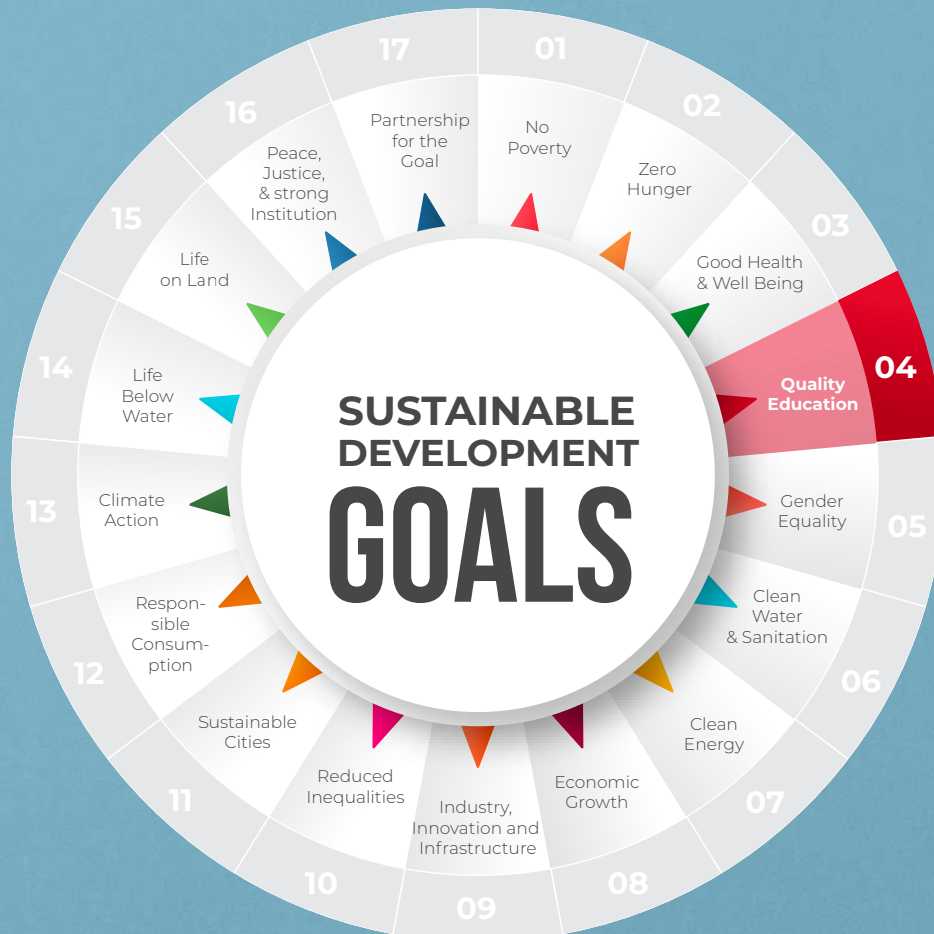 SUSTAINABLE
DEVELOPMENT
GOALS
01
No
Poverty
02
Zero
Hunger
03
Good Health
& Well Being
04
Quality
Education
05
Gender
Equality
06
Clean
Water
& Sanitation
07
Clean
Energy
08
Economic
Growth
09
Industry,
Innovation and
Infrastructure
10
Reduced
Inequalities
11
Sustainable
Cities
12
Respon-
sible
Consum-
ption
13
Climate
Action
14
Life
Below
Water
15
Life
on Land
16
Peace,
Justice,
& strong
Institution
17
Partnership
for the
Goal